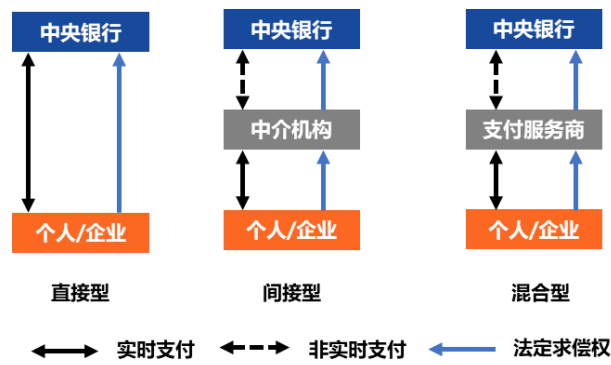 中央银行 中央银行 中央银行
中介机构 支付服务商
个人/企业 个人/企业 个人/企业
直接型 间接型 混合型
实时支付 非实时支付 法定求偿权